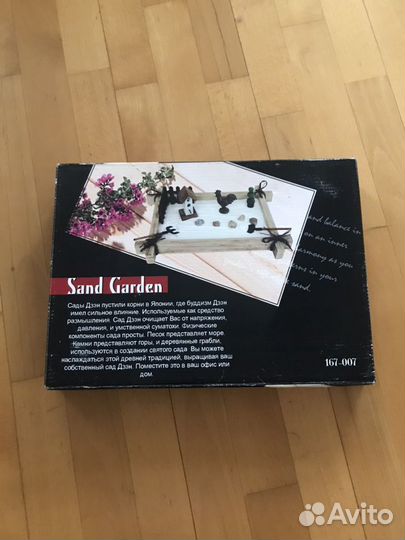 and balance in
on an inner
armony as you
rns in your
sand.
Sand Garden
Сады Дзэн пустили корни в Японии, где буддизм Дзэн
имел сильное влияние. Используемые как средство
размышления. Сад Дзэн очищает Вас от напряжения,
давления, и умственной суматохи. Физические
компоненты сада просты. Песок представляет море.
Камни представляют горы, и деревянные грабли,
используются в создании святого сада. Вы можете
наслаждаться этой древней традицией, выращивая ваш
собственный сад Дзэн. Поместите это в ваш офис или
дом.
167-007
Avito